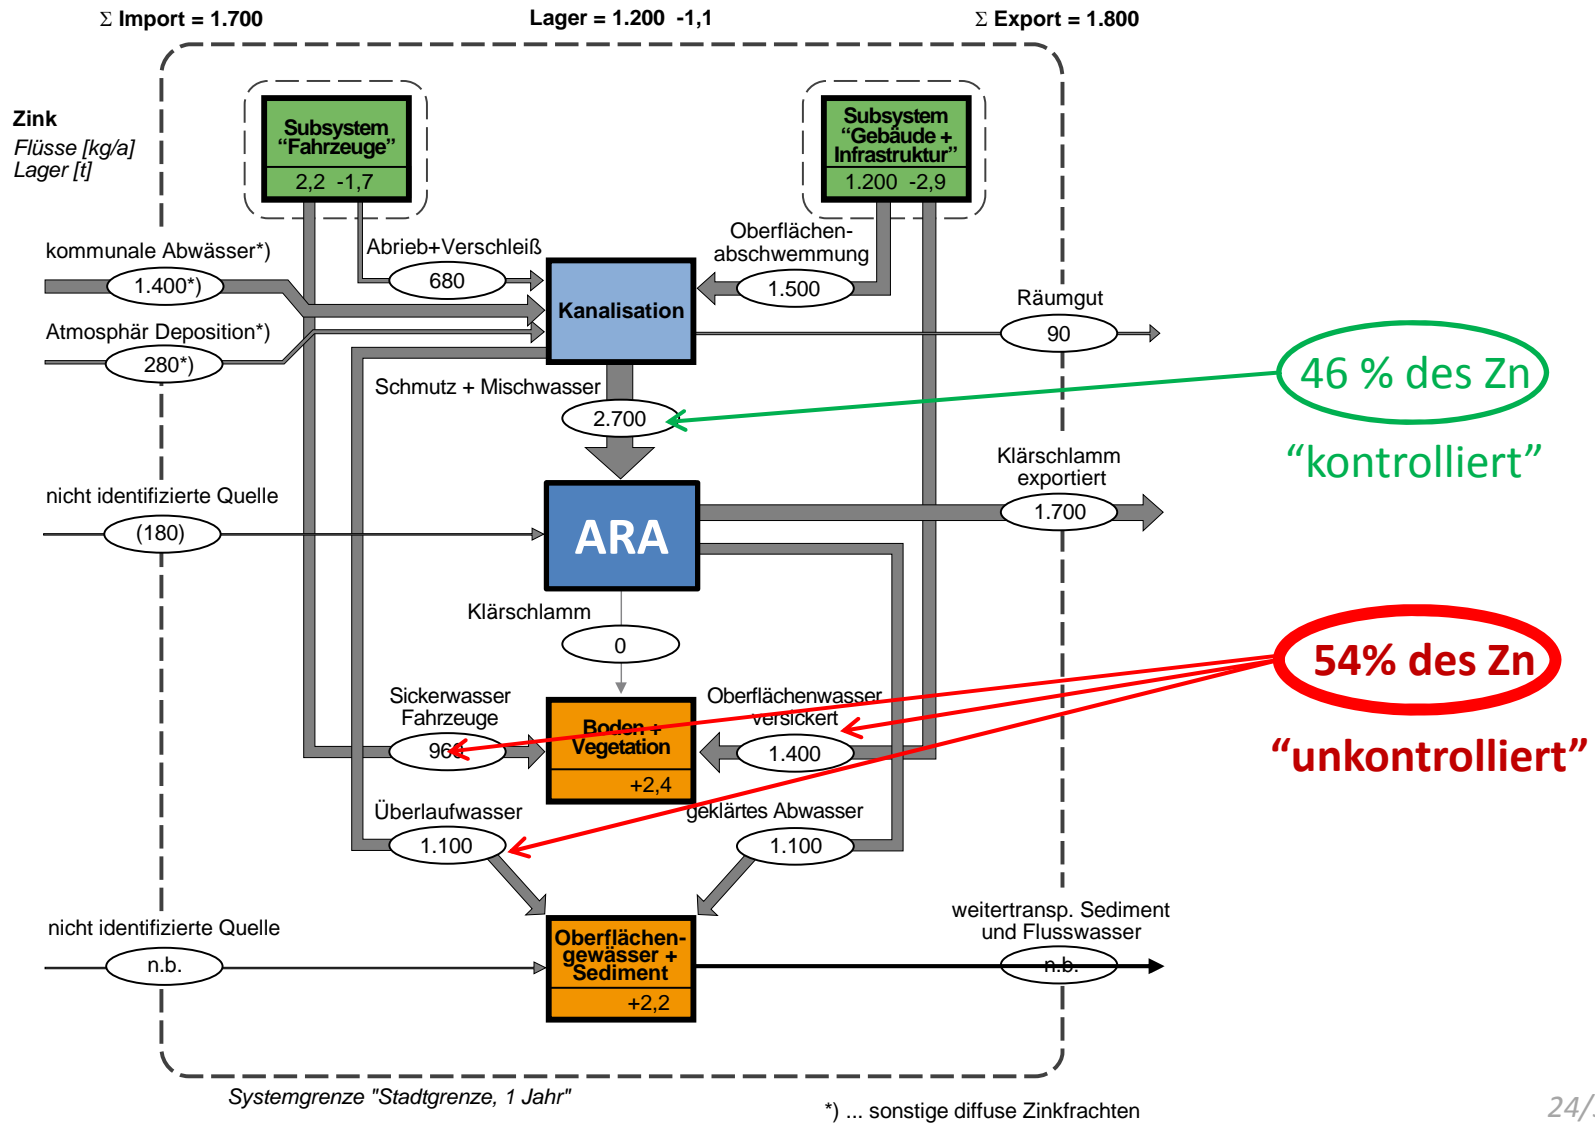 Σ Import = 1.700
Lager = 1.200 -1,1
Σ Export = 1.800
Zink
Flüsse [kg/a]
Lager [t]
Subsystem
“Fahrzeuge”
2,2 -1,7
Subsystem
“Gebäude +
Infrastruktur”
1.200 -2,9
kommunale Abwässer*)
1.400*)
Abrieb+Verschleiß
680
Oberflächen-
abschwemmung
1.500
Atmosphär Deposition*)
280*)
Kanalisation
Räumgut
90
46 % des Zn
“kontrolliert”
Schmutz + Mischwasser
2.700
nicht identifizierte Quelle
(180)
ARA
Klärschlamm
exportiert
1.700
Klärschlamm
0
Sickerwasser
Fahrzeuge
960
Boden +
Vegetation
+2,4
Oberflächenwasser
versickert
1.400
54% des Zn
“unkontrolliert”
Überlaufwasser
1.100
geklärtes Abwasser
1.100
nicht identifizierte Quelle
n.b.
Oberflächen-
gewässer +
Sediment
+2,2
weitertransp. Sediment
und Flusswasser
n.b.
Systemgrenze "Stadtgrenze, 1 Jahr"
*) ... sonstige diffuse Zinkfrachten
24/